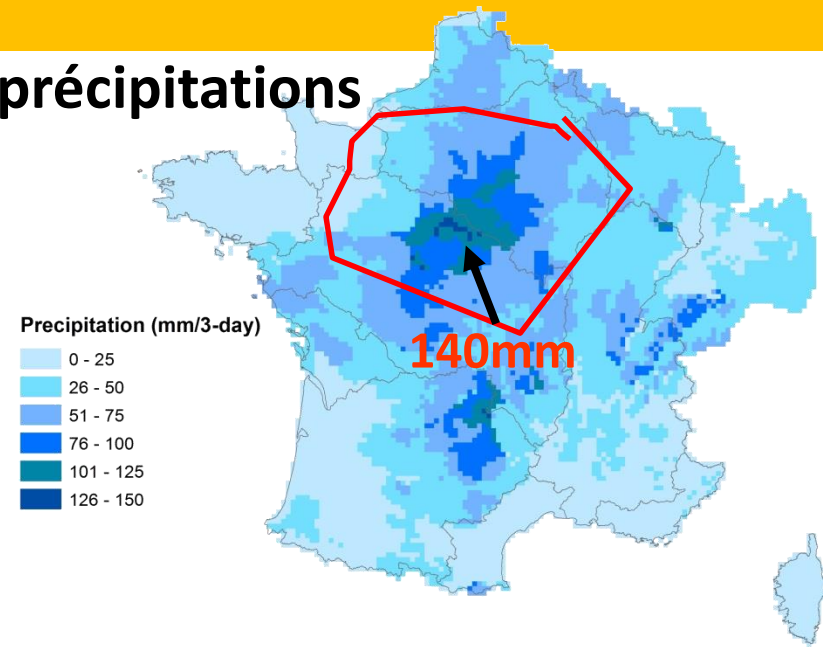 précipitations
Precipitation (mm/3-day)
0 - 25
26 - 50
51 - 75
76 - 100
101 - 125
126 - 150
140mm